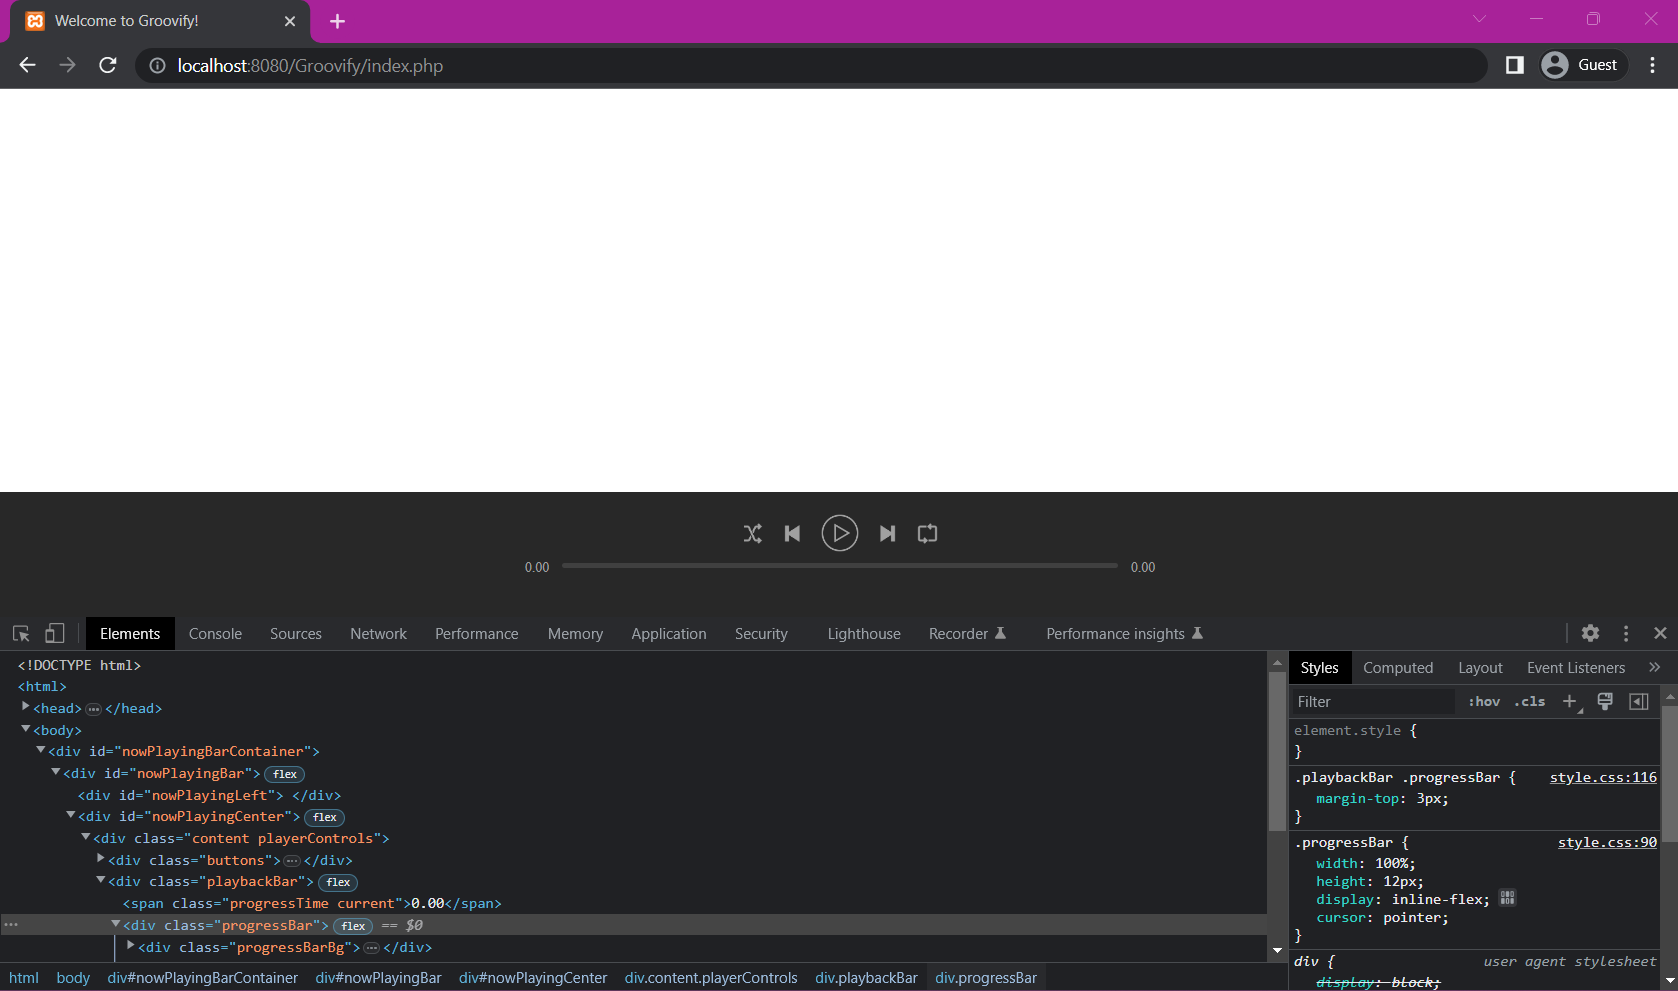 Welcome to Groovify!
localhost:8080/Groovify/index.php
Guest
0.00
0.00
Elements Console Sources Network Performance Memory Application Security Lighthouse Recorder Performance insights
<!DOCTYPE html>
<html>
<head>…</head>
<body>
<div id="nowPlayingBarContainer">
<div id="nowPlayingBar"> flex
<div id="nowPlayingLeft"> </div>
<div id="nowPlayingCenter"> flex
<div class="content playerControls">
<div class="buttons">…</div>
<div class="playbackBar"> flex
<span class="progressTime current">0.00</span>
… <div class="progressBar"> flex == $0
<div class="progressBarBg">…</div>
html body div#nowPlayingBarContainer div#nowPlayingBar div#nowPlayingCenter div.content.playerControls div.playbackBar div.progressBar
Styles Computed Layout Event Listeners »
Filter :hov .cls +
element.style {
}
.playbackBar .progressBar { style.css:116
margin-top: 3px;
}
.progressBar { style.css:90
width: 100%;
height: 12px;
display: inline-flex;
cursor: pointer;
}
div { user agent stylesheet
display: block;